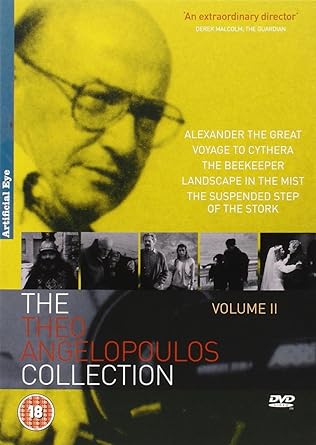 'An extraordinary director'
DEREK MALCOLM, THE GUARDIAN
Artificial Eye
ALEXANDER THE GREAT
VOYAGE TO CYTHERA
THE BEEKEEPER
LANDSCAPE IN THE MIST
THE SUSPENDED STEP
OF THE STORK
VOLUME II
THE
THEO
ANGELOPOULOS
COLLECTION
18
DVD
VIDEO